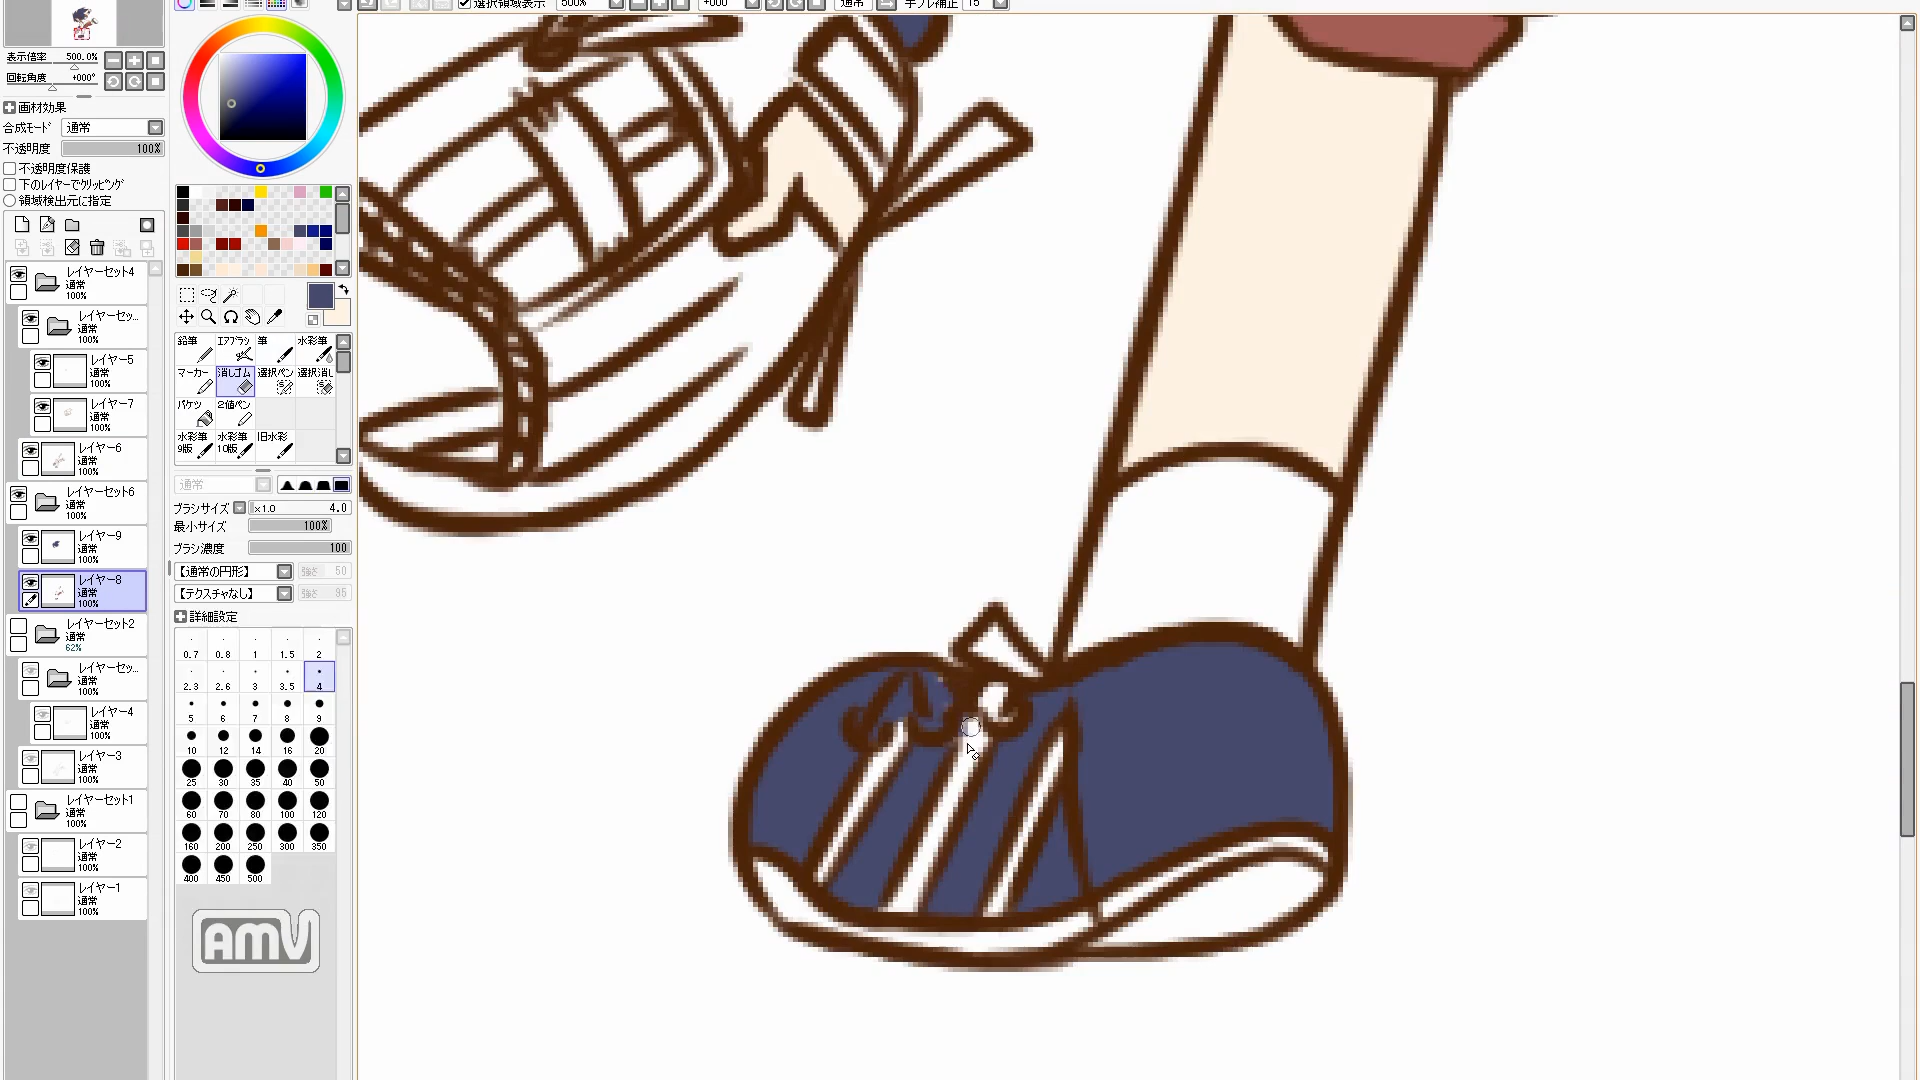 選択領域表示 500% +000° 通常 手ブレ補正 15
表示倍率 500.0%
回転角度 +000°
画材効果
合成モード 通常
不透明度 100%
不透明度保護
下のレイヤーでクリッピング
領域検出元に指定
レイヤーセット4
通常
100%
レイヤーセッ...
通常
100%
レイヤー5
通常
100%
レイヤー7
通常
100%
レイヤー6
通常
100%
レイヤーセット6
通常
100%
レイヤー9
通常
100%
レイヤー8
通常
100%
レイヤーセット2
通常
62%
レイヤーセッ...
通常
100%
レイヤー4
通常
100%
レイヤー3
通常
100%
レイヤーセット1
通常
100%
レイヤー2
通常
100%
レイヤー1
通常
100%
鉛筆 エアブラシ 筆 水彩筆
マーカー 消しゴム 選択ペン 選択消し
バケツ 2値ペン
水彩筆 水彩筆 旧水彩
9版 10版
通常
ブラシサイズ ×1.0 4.0
最小サイズ 100%
ブラシ濃度 100
【通常の円形】 強さ 50
【テクスチャなし】 強さ 95
詳細設定
0.7 0.8 1 1.5 2
2.3 2.6 3 3.5 4
5 6 7 8 9
10 12 14 16 20
25 30 35 40 50
60 70 80 100 120
160 200 250 300 350
400 450 500
AMV